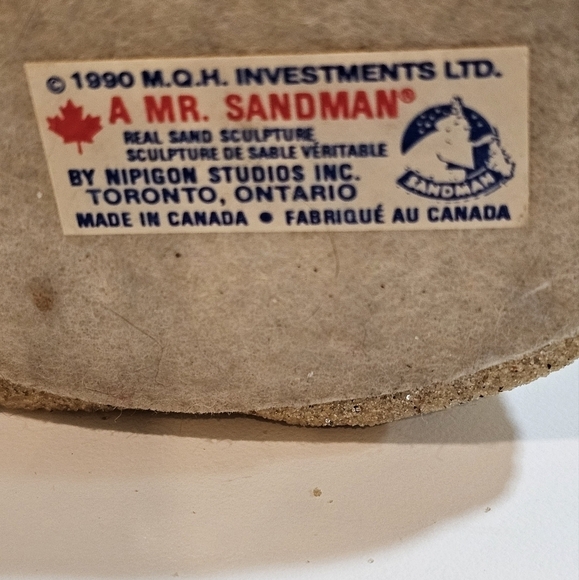 © 1990 M.Q.H. INVESTMENTS LTD.
A MR. SANDMAN®
REAL SAND SCULPTURE
SCULPTURE DE SABLE VÉRITABLE
BY NIPIGON STUDIOS INC.
TORONTO, ONTARIO
SANDMAN
MADE IN CANADA ● FABRIQUÉ AU CANADA